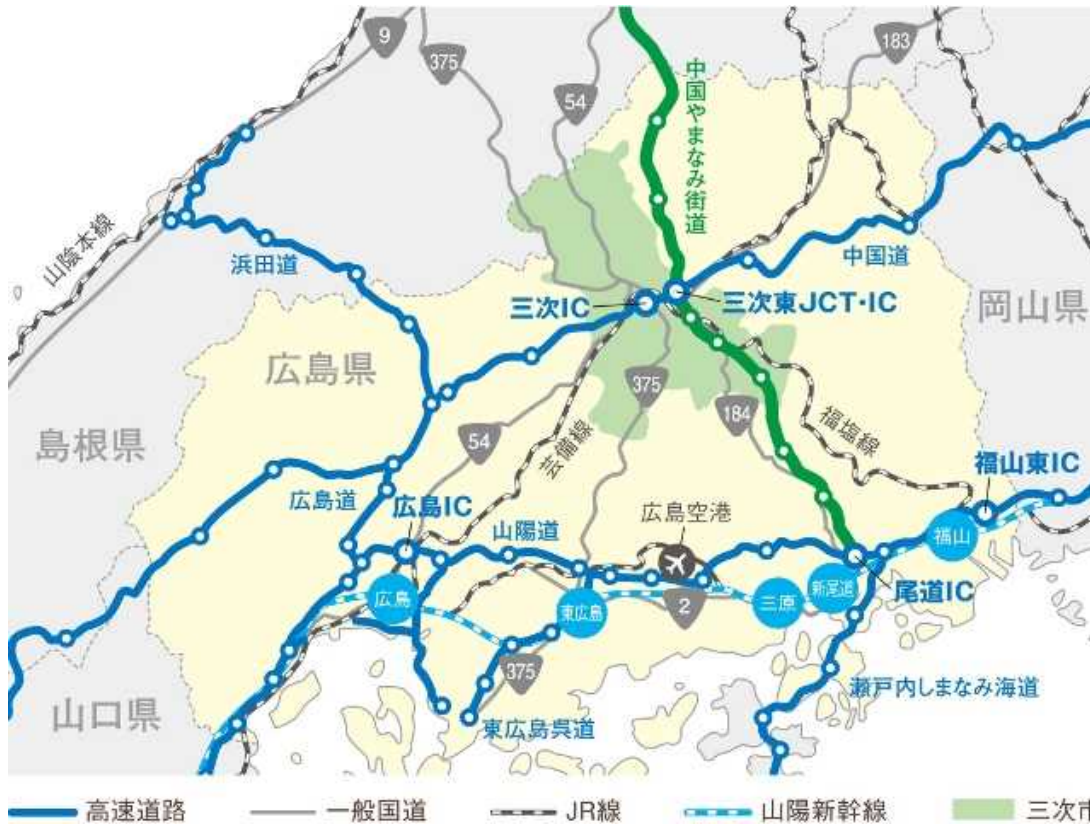 9
375
54
183
中国やまなみ街道
山陰本線
浜田道
中国道
三次IC
三次東JCT・IC
岡山県
広島県
島根県
375
184
54
芸備線
福塩線
福山東IC
広島道
広島IC
山陽道
広島空港
福山
広島
東広島
2
三原
新尾道
尾道IC
375
山口県
東広島呉道
瀬戸内しまなみ海道
高速道路
一般国道
JR線
山陽新幹線
三次市